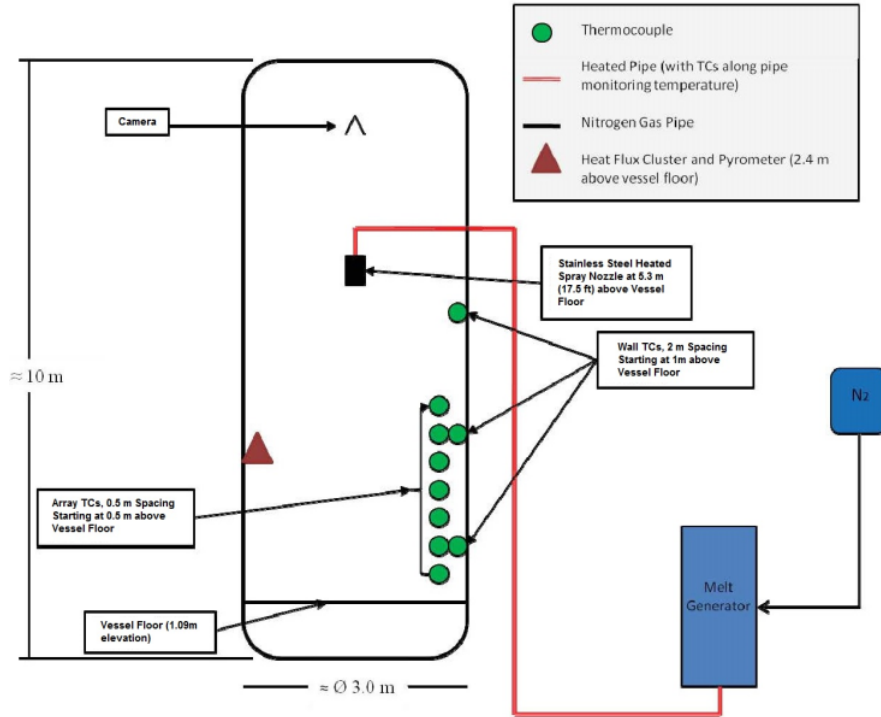 Thermocouple
Heated Pipe (with TCs along pipe
monitoring temperature)
Nitrogen Gas Pipe
Heat Flux Cluster and Pyrometer (2.4 m
above vessel floor)
Camera
Stainless Steel Heated
Spray Nozzle at 5.3 m
(17.5 ft) above Vessel
Floor
Wall TCs, 2 m Spacing
Starting at 1m above
Vessel Floor
≈ 10 m
N2
Array TCs, 0.5 m Spacing
Starting at 0.5 m above
Vessel Floor
Melt
Generator
Vessel Floor (1.09m
elevation)
≈ Ø 3.0 m